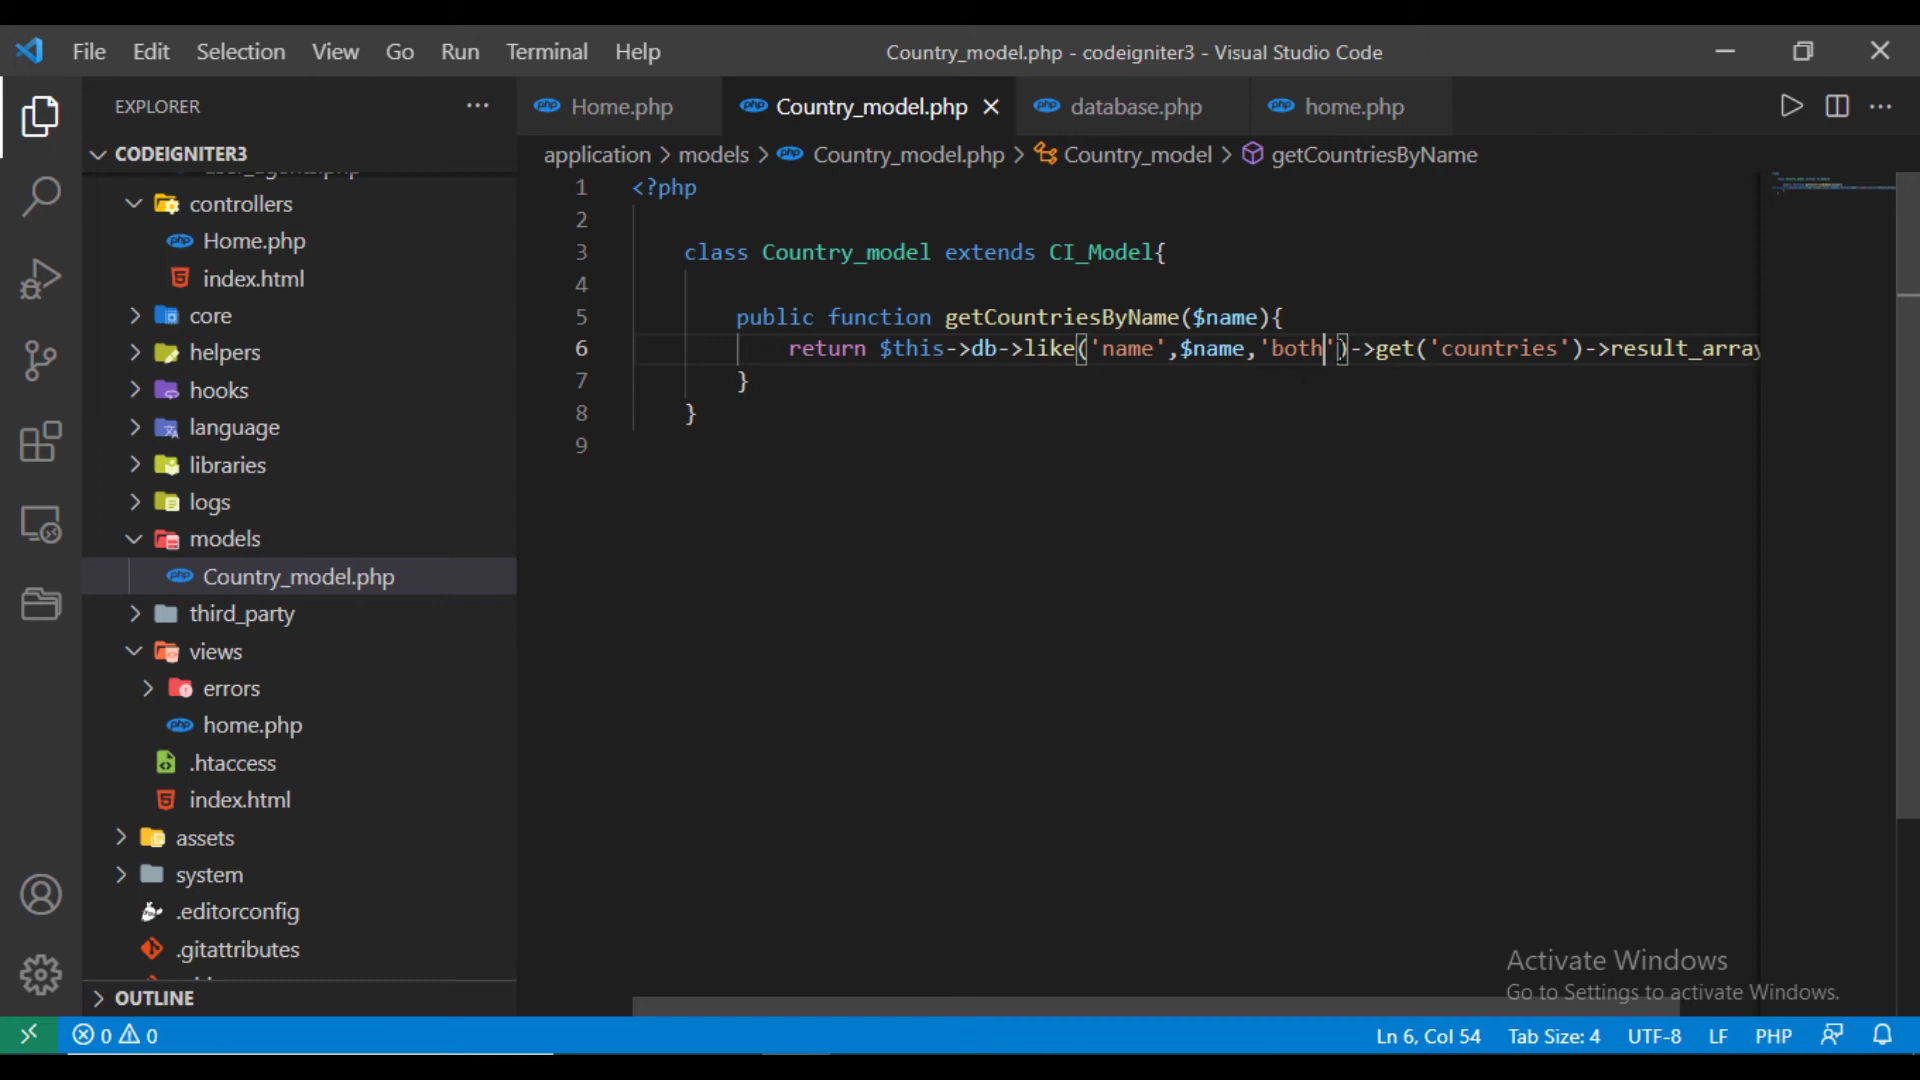 File Edit Selection View Go Run Terminal Help
Country_model.php - codeigniter3 - Visual Studio Code
EXPLORER
Home.php
Country_model.php
database.php
home.php
CODEIGNITER3
application > models > Country_model.php > Country_model > getCountriesByName
controllers
Home.php
index.html
core
helpers
hooks
language
libraries
logs
models
Country_model.php
third_party
views
errors
home.php
.htaccess
index.html
assets
system
.editorconfig
.gitattributes
OUTLINE
1 <?php
2
3 class Country_model extends CI_Model{
4
5 public function getCountriesByName($name){
6 return $this->db->like('name',$name,'both')->get('countries')->result_array
7 }
8 }
9
Activate Windows
Go to Settings to activate Windows.
0 0
Ln 6, Col 54
Tab Size: 4
UTF-8
LF
PHP